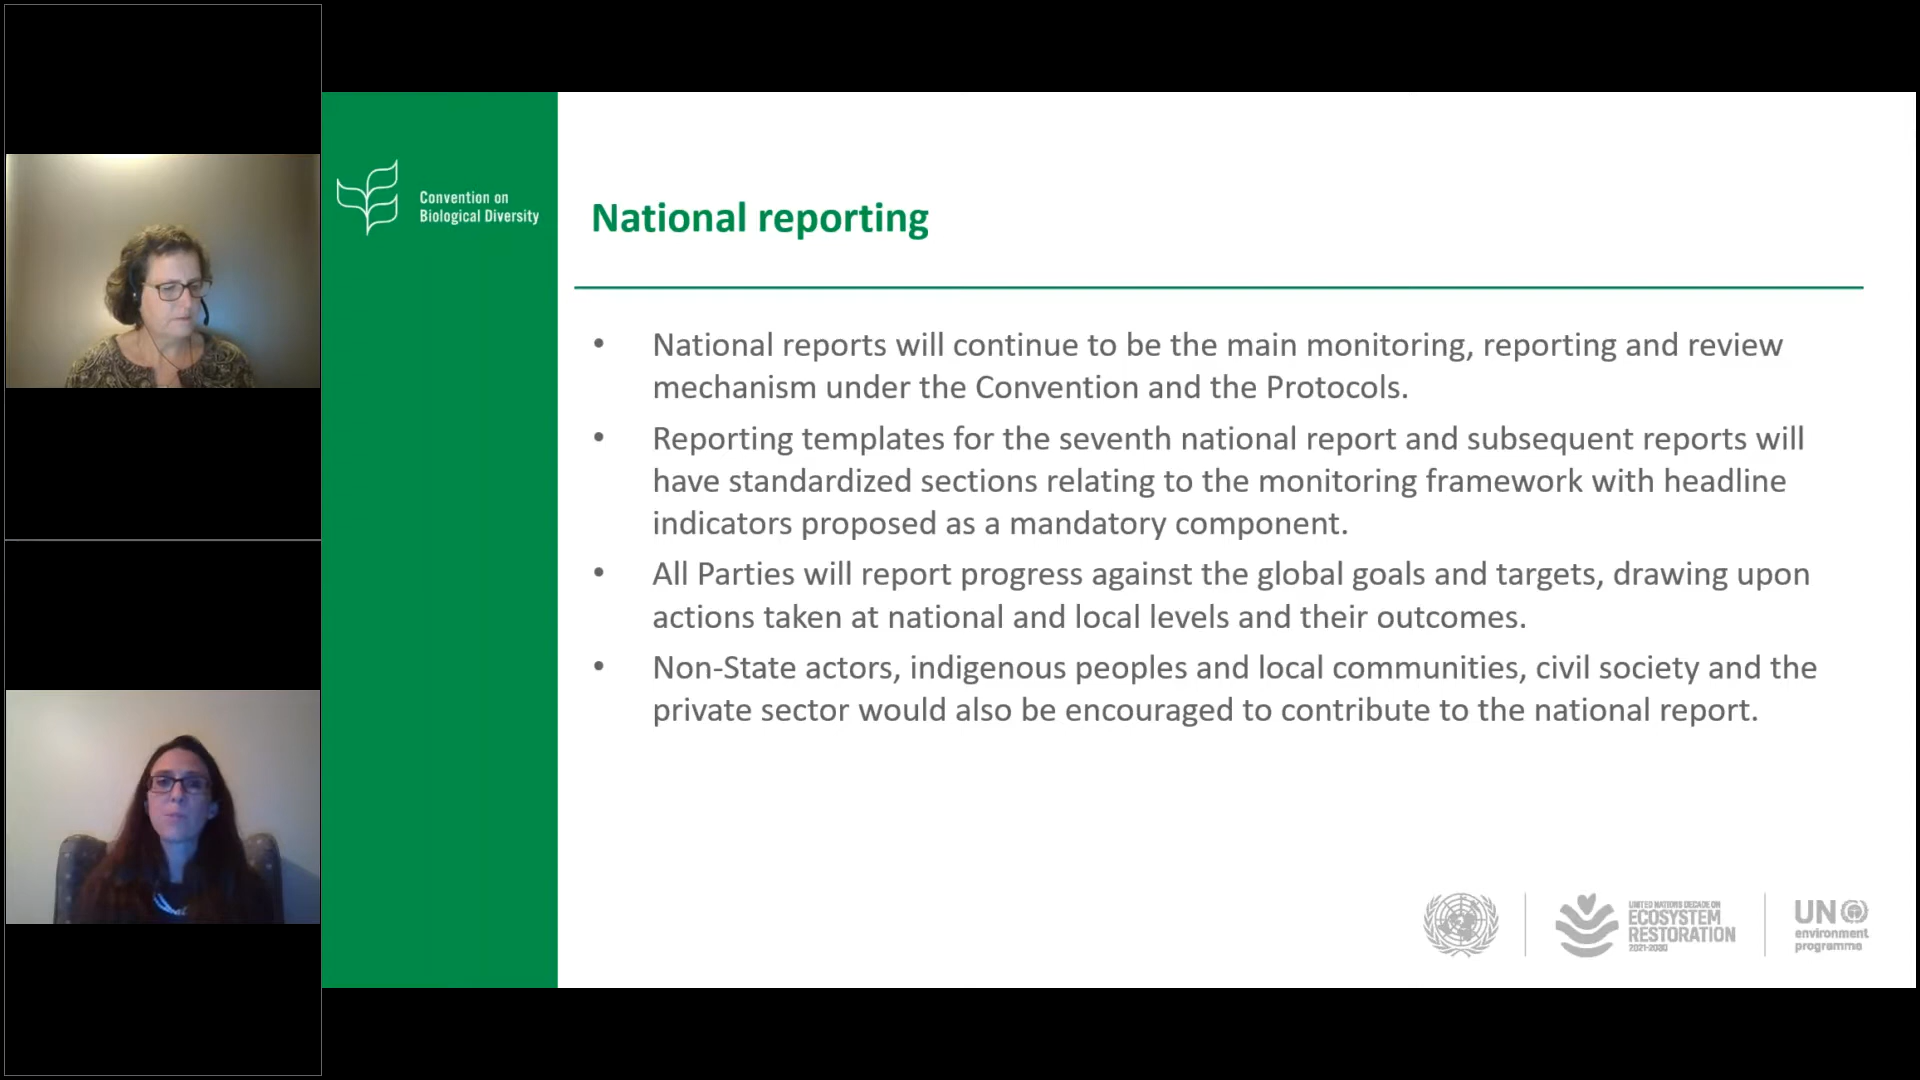 Convention on
Biological Diversity
National reporting
• National reports will continue to be the main monitoring, reporting and review
mechanism under the Convention and the Protocols.
• Reporting templates for the seventh national report and subsequent reports will
have standardized sections relating to the monitoring framework with headline
indicators proposed as a mandatory component.
• All Parties will report progress against the global goals and targets, drawing upon
actions taken at national and local levels and their outcomes.
• Non-State actors, indigenous peoples and local communities, civil society and the
private sector would also be encouraged to contribute to the national report.
UNITED NATIONS DECADE ON
ECOSYSTEM
RESTORATION
2021-2030
UN
environment
programme